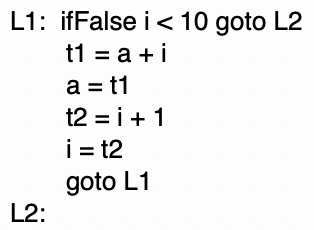 L1: ifFalse i < 10 goto L2
t1 = a + i
a = t1
t2 = i + 1
i = t2
goto L1
L2: